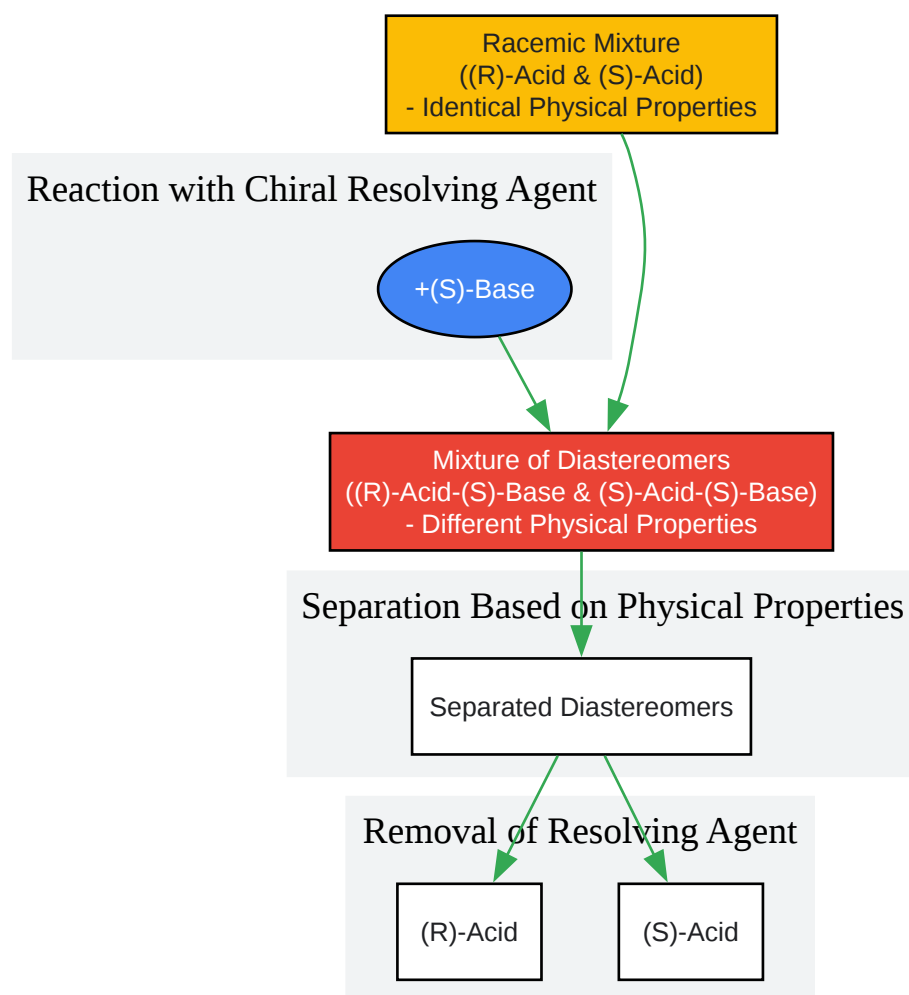 Racemic Mixture
((R)-Acid & (S)-Acid)
- Identical Physical Properties
Reaction with Chiral Resolving Agent
+(S)-Base
Mixture of Diastereomers
((R)-Acid-(S)-Base & (S)-Acid-(S)-Base)
- Different Physical Properties
Separation Based on Physical Properties
Separated Diastereomers
Removal of Resolving Agent
(R)-Acid
(S)-Acid